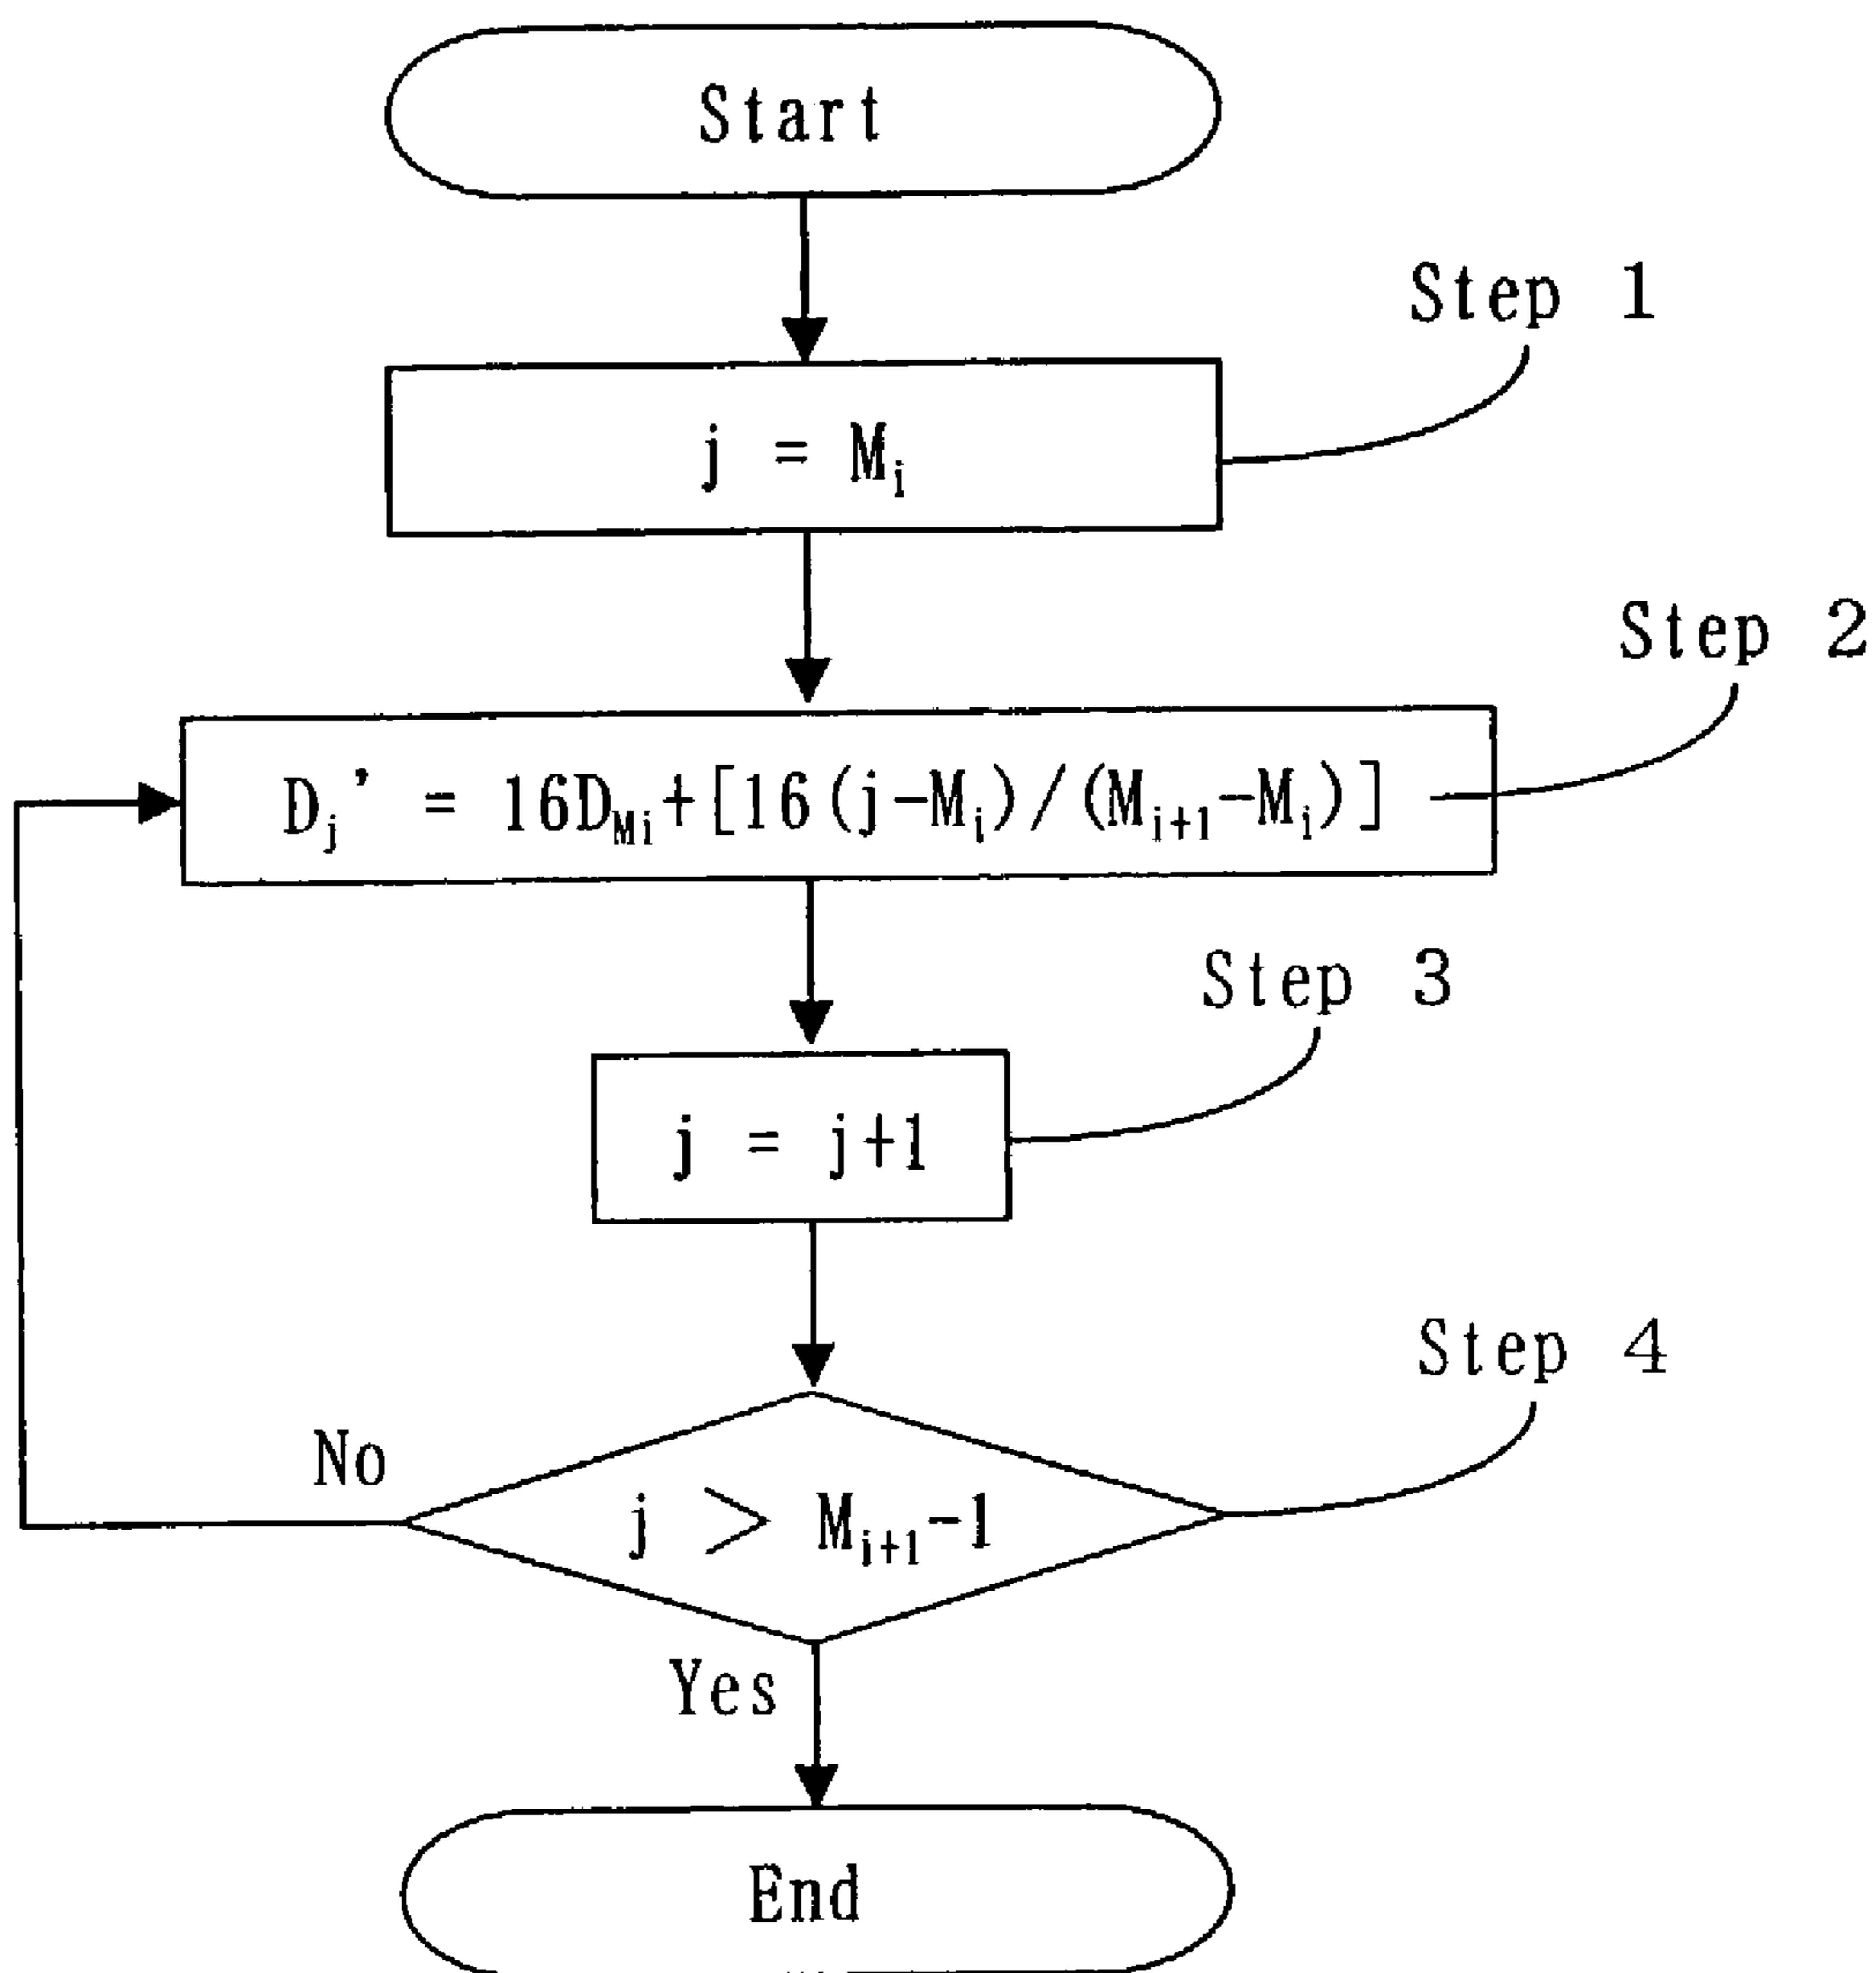 Start
Step 1
j = Mᵢ
Step 2
Dⱼ' = 16D_Mi+[16(j-Mᵢ)/(Mᵢ₊₁-Mᵢ)]
Step 3
j = j+1
Step 4
No
j > Mᵢ₊₁-1
Yes
End